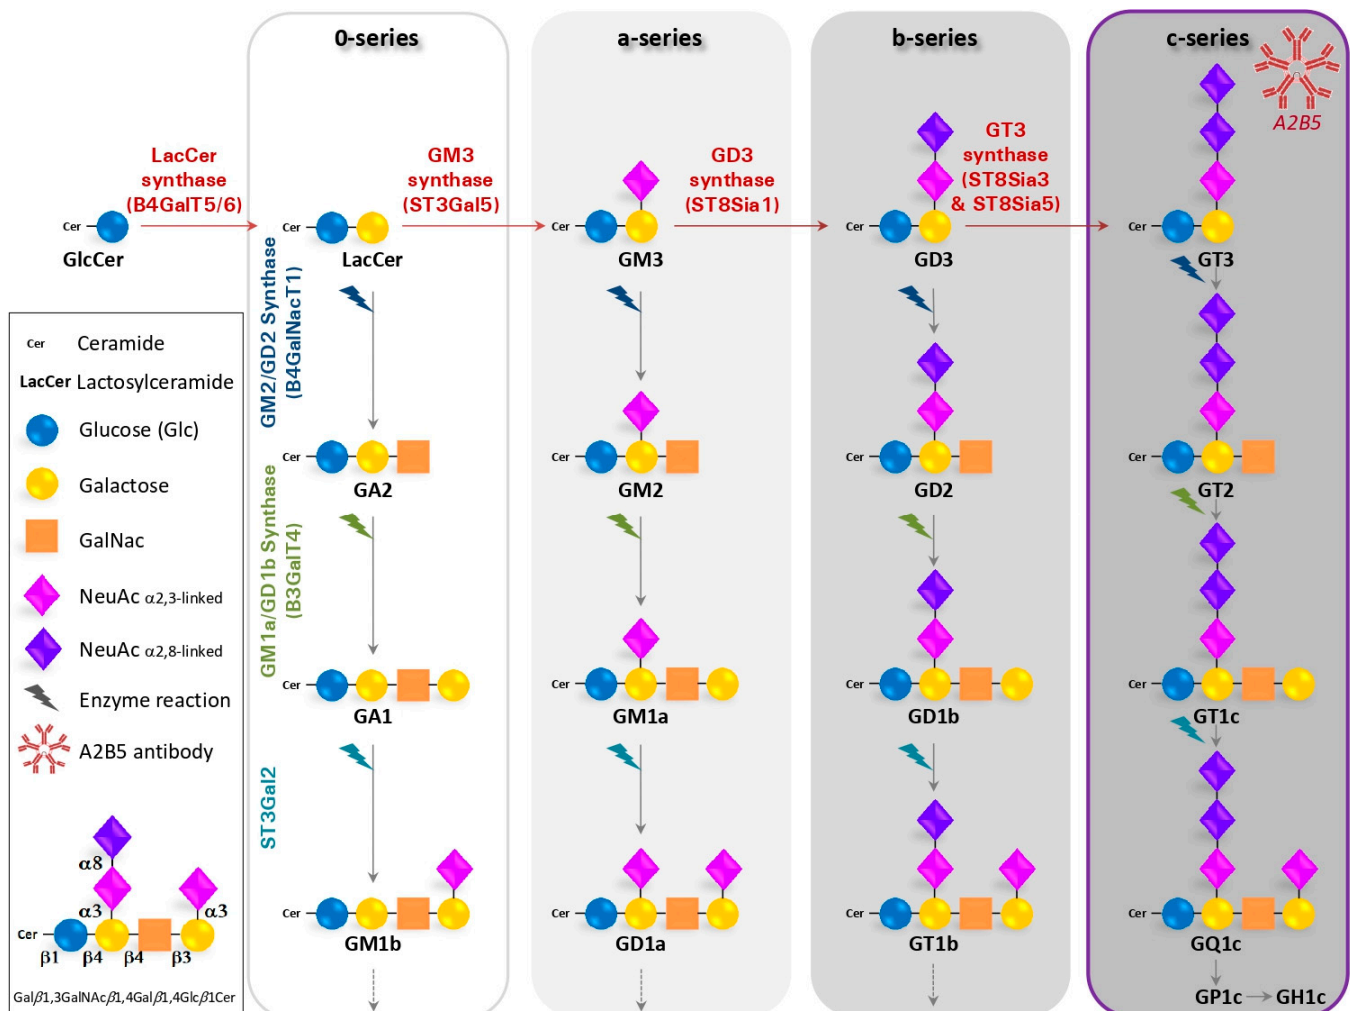 0-series
a-series
b-series
c-series
A2B5
LacCer
synthase
(B4GalT5/6)
GM3
synthase
(ST3Gal5)
GD3
synthase
(ST8Sia1)
GT3
synthase
(ST8Sia3
& ST8Sia5)
Cer
GlcCer
Cer
LacCer
Cer
GM3
Cer
GD3
Cer
GT3
GM2/GD2 Synthase
(B4GalNacT1)
Cer
GA2
Cer
GM2
Cer
GD2
Cer
GT2
GM1a/GD1b Synthase
(B3GalT4)
Cer
GA1
Cer
GM1a
Cer
GD1b
Cer
GT1c
ST3Gal2
Cer
GM1b
Cer
GD1a
Cer
GT1b
Cer
GQ1c
GP1c
GH1c
Cer Ceramide
LacCer Lactosylceramide
Glucose (Glc)
Galactose
GalNac
NeuAc α2,3-linked
NeuAc α2,8-linked
Enzyme reaction
A2B5 antibody
α8
α3
α3
Cer
β1
β4
β4
β3
Galβ1,3GalNAcβ1,4Galβ1,4Glcβ1Cer